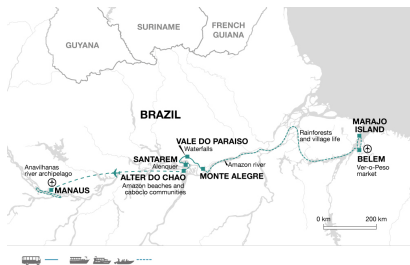 SURINAME
FRENCH
GUIANA
GUYANA
BRAZIL
MARAJO
ISLAND
Rainforests
and village life
VALE DO PARAISO
Waterfalls
SANTAREM
Alenquer
Amazon river
BELEM
Ver-o-Peso
market
Anavilhanas
river archipelago
ALTER DO CHAO
MONTE ALEGRE
Amazon beaches and
caboclo communities
MANAUS
0 km
200 km